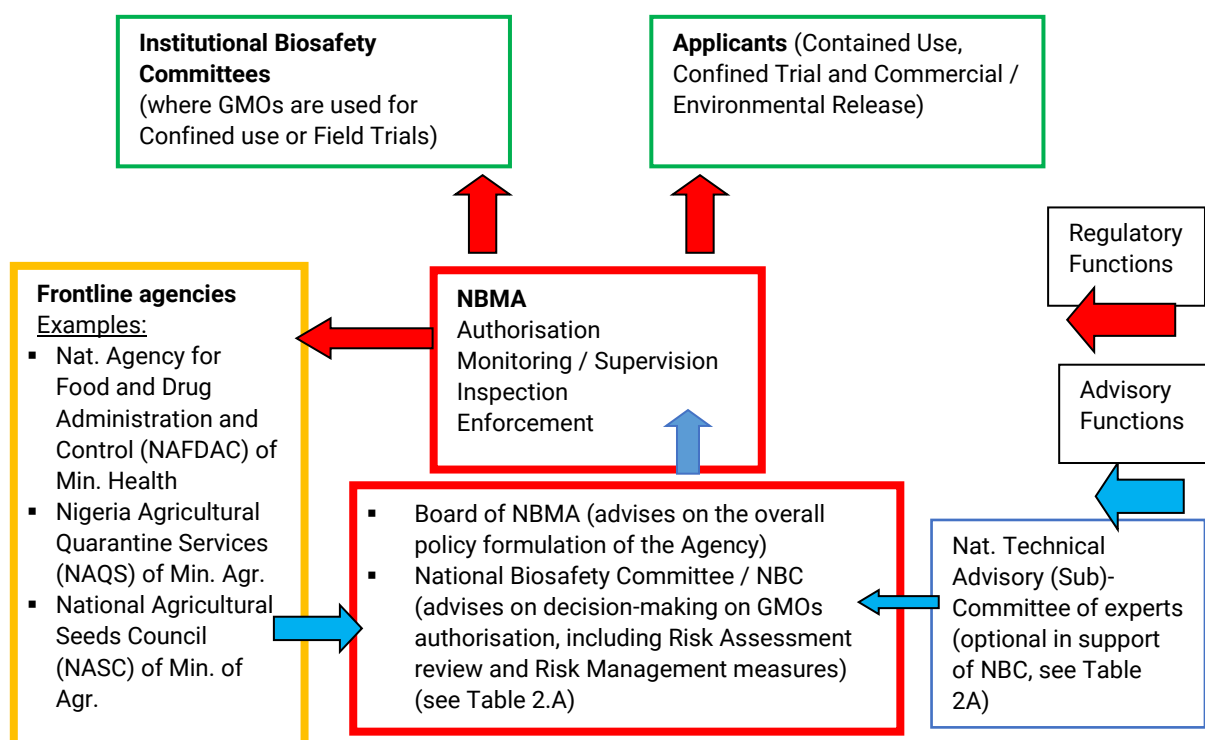 Institutional Biosafety
Committees
(where GMOs are used for
Confined use or Field Trials)
Applicants (Contained Use,
Confined Trial and Commercial /
Environmental Release)
Regulatory
Functions
Frontline agencies
Examples:
▪ Nat. Agency for
Food and Drug
Administration and
Control (NAFDAC) of
Min. Health
▪ Nigeria Agricultural
Quarantine Services
(NAQS) of Min. Agr.
▪ National Agricultural
Seeds Council
(NASC) of Min. of
Agr.
NBMA
Authorisation
Monitoring / Supervision
Inspection
Enforcement
Advisory
Functions
▪ Board of NBMA (advises on the overall
policy formulation of the Agency)
▪ National Biosafety Committee / NBC
(advises on decision-making on GMOs
authorisation, including Risk Assessment
review and Risk Management measures)
(see Table 2.A)
Nat. Technical
Advisory (Sub)-
Committee of experts
(optional in support
of NBC, see Table
2A)